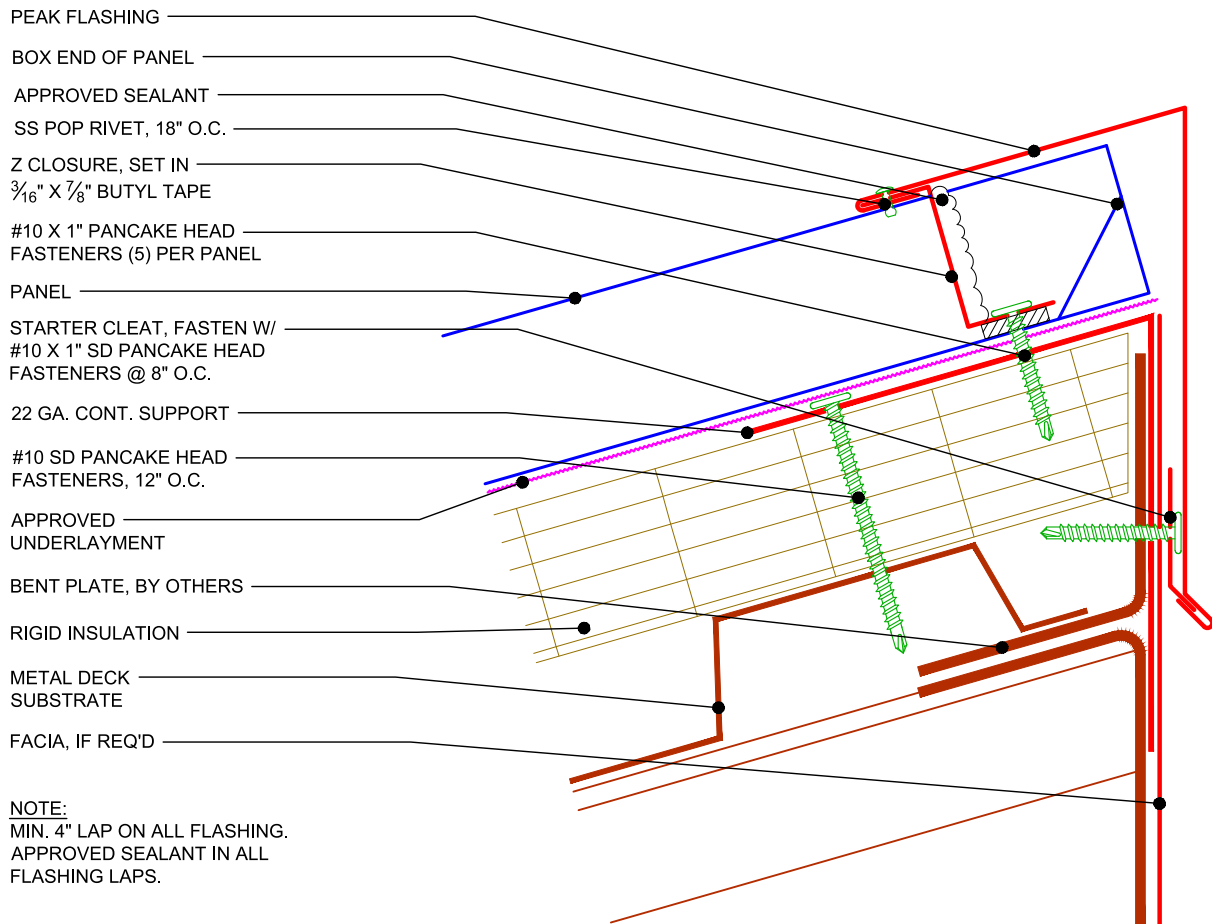 PEAK FLASHING
BOX END OF PANEL
APPROVED SEALANT
SS POP RIVET, 18" O.C.
Z CLOSURE, SET IN
3⁄16" X 7⁄8" BUTYL TAPE
#10 X 1" PANCAKE HEAD
FASTENERS (5) PER PANEL
PANEL
STARTER CLEAT, FASTEN W/
#10 X 1" SD PANCAKE HEAD
FASTENERS @ 8" O.C.
22 GA. CONT. SUPPORT
#10 SD PANCAKE HEAD
FASTENERS, 12" O.C.
APPROVED
UNDERLAYMENT
BENT PLATE, BY OTHERS
RIGID INSULATION
METAL DECK
SUBSTRATE
FACIA, IF REQ'D
NOTE:
MIN. 4" LAP ON ALL FLASHING.
APPROVED SEALANT IN ALL
FLASHING LAPS.